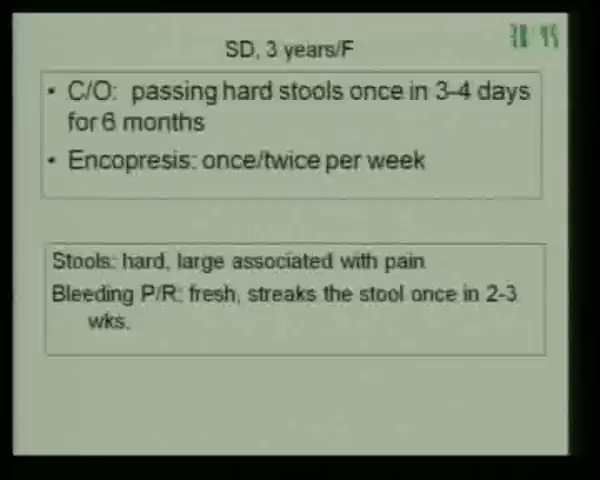 SD, 3 years/F
• C/O: passing hard stools once in 3-4 days
for 6 months
• Encopresis: once/twice per week
Stools: hard, large associated with pain
Bleeding P/R: fresh, streaks the stool once in 2-3
wks.